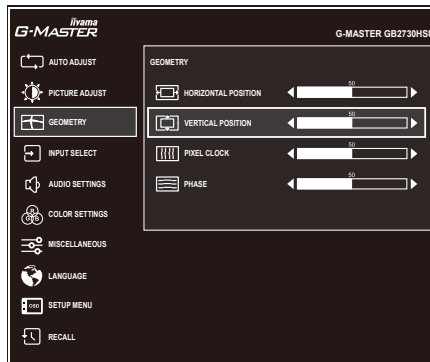 iiyama
G-MASTER
G-MASTER GB2730HSU
AUTO ADJUST
PICTURE ADJUST
GEOMETRY
INPUT SELECT
AUDIO SETTINGS
R
G B
COLOR SETTINGS
MISCELLANEOUS
LANGUAGE
OSD
SETUP MENU
RECALL
GEOMETRY
HORIZONTAL POSITION
50
VERTICAL POSITION
50
PIXEL CLOCK
50
PHASE
50